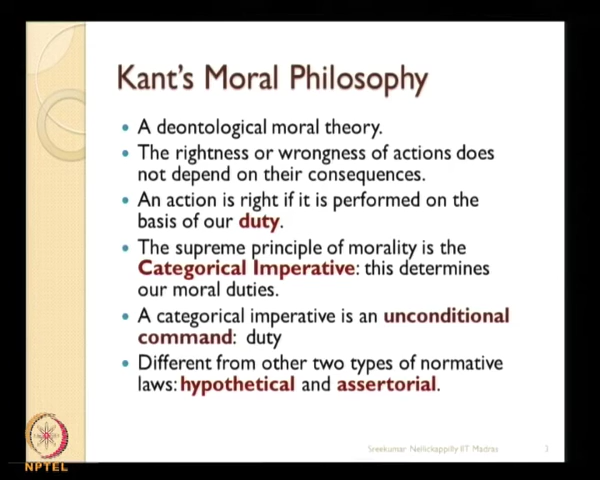 Kant's Moral Philosophy
• A deontological moral theory.
• The rightness or wrongness of actions does
not depend on their consequences.
• An action is right if it is performed on the
basis of our duty.
• The supreme principle of morality is the
Categorical Imperative: this determines
our moral duties.
• A categorical imperative is an unconditional
command: duty
• Different from other two types of normative
laws: hypothetical and assertorial.
Sreekumar Nellickappilly-IIT Madras
3
NPTEL